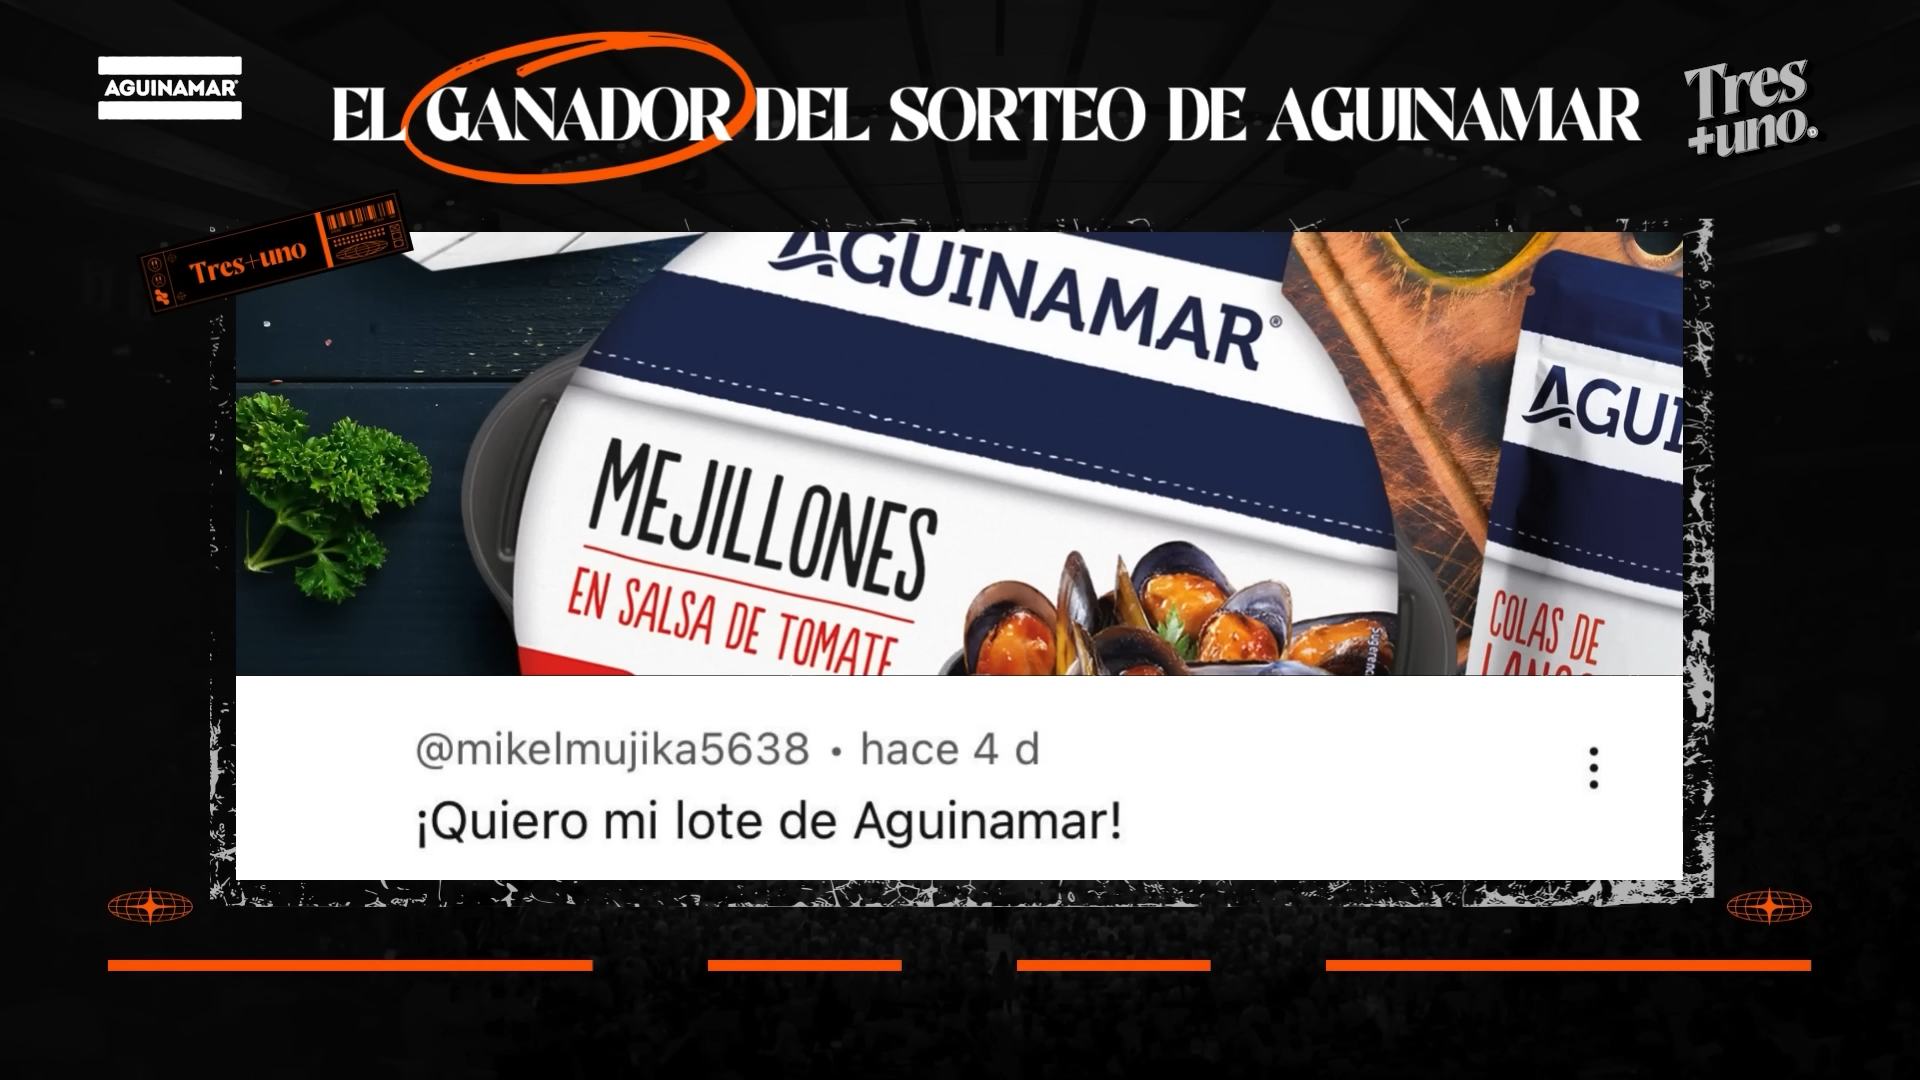 AGUINAMAR
EL GANADOR DEL SORTEO DE AGUINAMAR
Tres
+uno.
Tres+uno
AGUINAMAR®
AGUI
MEJILLONES
EN SALSA DE TOMATE
COLAS DE
@mikelmujika5638 • hace 4 d
¡Quiero mi lote de Aguinamar!